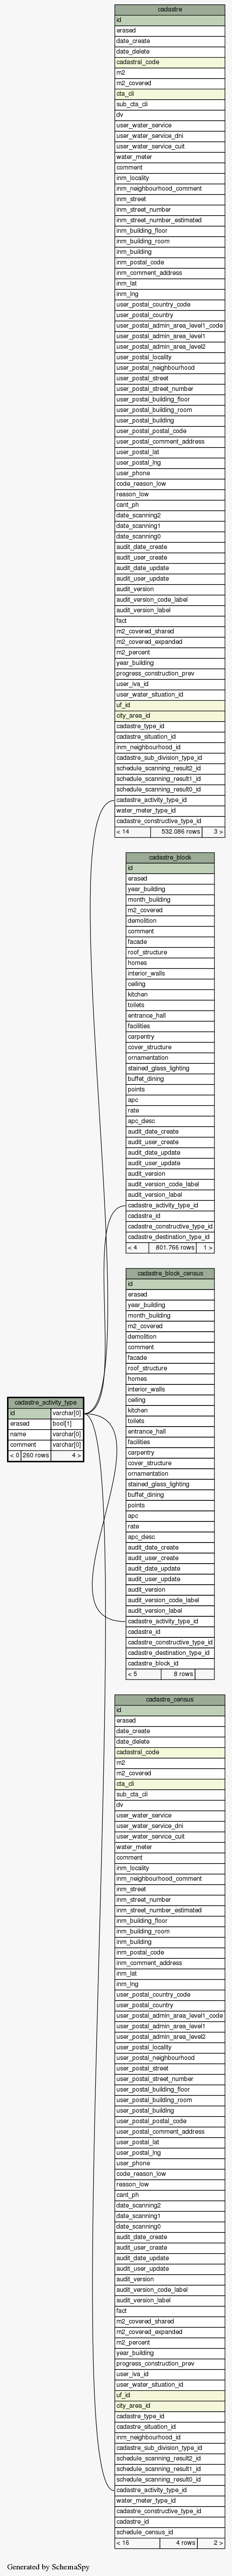 cadastre
id
erased
date_create
date_delete
cadastral_code
m2
m2_covered
cta_cli
sub_cta_cli
dv
user_water_service
user_water_service_dni
user_water_service_cuit
water_meter
comment
inm_locality
inm_neighbourhood_comment
inm_street
inm_street_number
inm_street_number_estimated
inm_building_floor
inm_building_room
inm_building
inm_postal_code
inm_comment_address
inm_lat
inm_lng
user_postal_country_code
user_postal_country
user_postal_admin_area_level1_code
user_postal_admin_area_level1
user_postal_admin_area_level2
user_postal_locality
user_postal_neighbourhood
user_postal_street
user_postal_street_number
user_postal_building_floor
user_postal_building_room
user_postal_building
user_postal_postal_code
user_postal_comment_address
user_postal_lat
user_postal_lng
user_phone
code_reason_low
reason_low
cant_ph
date_scanning2
date_scanning1
date_scanning0
audit_date_create
audit_user_create
audit_date_update
audit_user_update
audit_version
audit_version_code_label
audit_version_label
fact
m2_covered_shared
m2_covered_expanded
m2_percent
year_building
progress_construction_prev
user_iva_id
user_water_situation_id
uf_id
city_area_id
cadastre_type_id
cadastre_situation_id
inm_neighbourhood_id
cadastre_sub_division_type_id
schedule_scanning_result2_id
schedule_scanning_result1_id
schedule_scanning_result0_id
cadastre_activity_type_id
water_meter_type_id
cadastre_constructive_type_id
< 14 532.086 rows 3 >
cadastre_block
id
erased
year_building
month_building
m2_covered
demolition
comment
facade
roof_structure
homes
interior_walls
ceiling
kitchen
toilets
entrance_hall
facilities
carpentry
cover_structure
ornamentation
stained_glass_lighting
buffet_dining
points
apc
rate
apc_desc
audit_date_create
audit_user_create
audit_date_update
audit_user_update
audit_version
audit_version_code_label
audit_version_label
cadastre_activity_type_id
cadastre_id
cadastre_constructive_type_id
cadastre_destination_type_id
< 4 801.766 rows 1 >
cadastre_block_census
id
erased
year_building
month_building
m2_covered
demolition
comment
facade
roof_structure
homes
interior_walls
ceiling
kitchen
toilets
entrance_hall
facilities
carpentry
cover_structure
ornamentation
stained_glass_lighting
buffet_dining
points
apc
rate
apc_desc
audit_date_create
audit_user_create
audit_date_update
audit_user_update
audit_version
audit_version_code_label
audit_version_label
cadastre_activity_type_id
cadastre_id
cadastre_constructive_type_id
cadastre_destination_type_id
cadastre_block_id
< 5 8 rows
cadastre_activity_type
id varchar[0]
erased bool[1]
name varchar[0]
comment varchar[0]
< 0 260 rows 4 >
cadastre_census
id
erased
date_create
date_delete
cadastral_code
m2
m2_covered
cta_cli
sub_cta_cli
dv
user_water_service
user_water_service_dni
user_water_service_cuit
water_meter
comment
inm_locality
inm_neighbourhood_comment
inm_street
inm_street_number
inm_street_number_estimated
inm_building_floor
inm_building_room
inm_building
inm_postal_code
inm_comment_address
inm_lat
inm_lng
user_postal_country_code
user_postal_country
user_postal_admin_area_level1_code
user_postal_admin_area_level1
user_postal_admin_area_level2
user_postal_locality
user_postal_neighbourhood
user_postal_street
user_postal_street_number
user_postal_building_floor
user_postal_building_room
user_postal_building
user_postal_postal_code
user_postal_comment_address
user_postal_lat
user_postal_lng
user_phone
code_reason_low
reason_low
cant_ph
date_scanning2
date_scanning1
date_scanning0
audit_date_create
audit_user_create
audit_date_update
audit_user_update
audit_version
audit_version_code_label
audit_version_label
fact
m2_covered_shared
m2_covered_expanded
m2_percent
year_building
progress_construction_prev
user_iva_id
user_water_situation_id
uf_id
city_area_id
cadastre_type_id
cadastre_situation_id
inm_neighbourhood_id
cadastre_sub_division_type_id
schedule_scanning_result2_id
schedule_scanning_result1_id
schedule_scanning_result0_id
cadastre_activity_type_id
water_meter_type_id
cadastre_constructive_type_id
cadastre_id
schedule_census_id
< 16 4 rows 2 >
Generated by SchemaSpy